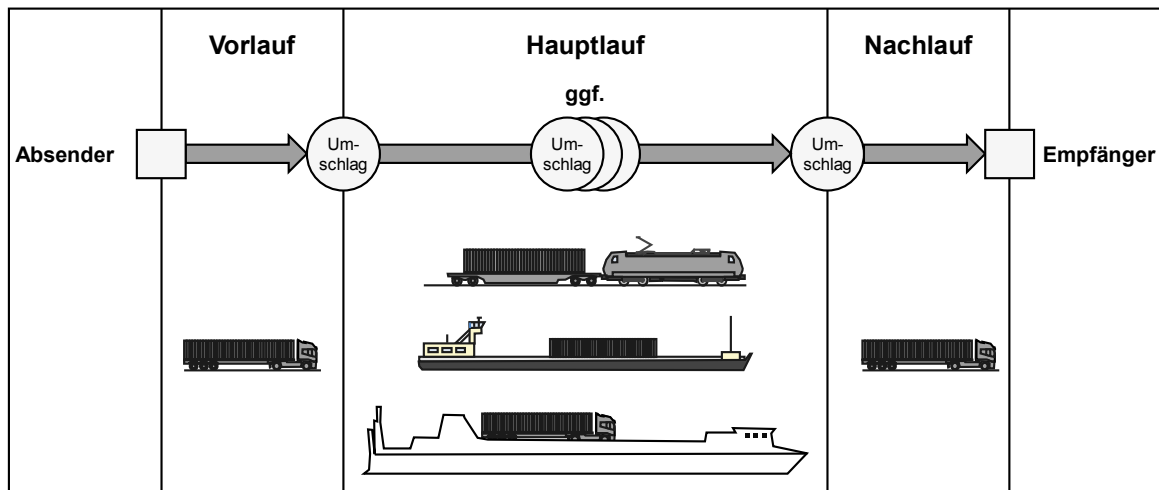 Vorlauf
Hauptlauf
Nachlauf
ggf.
Absender
Um-
schlag
Um-
schlag
Um-
schlag
Empfänger